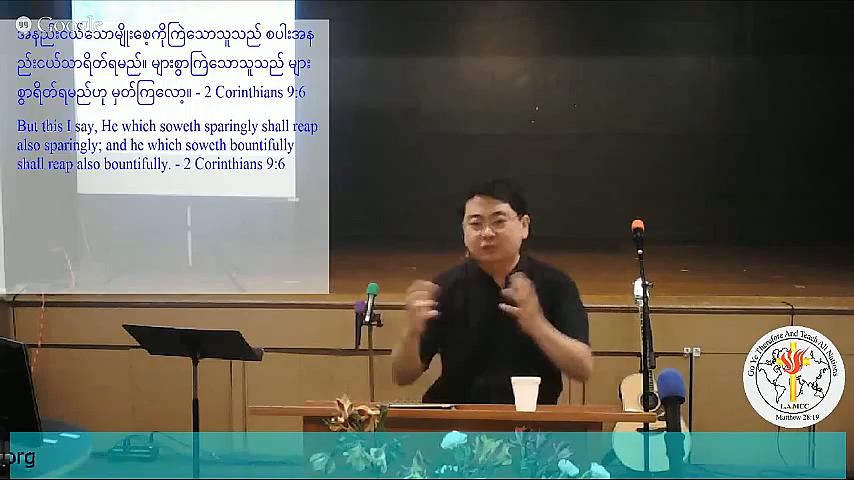 Google
အနည်းငယ်သောမျိုးစေ့ကိုကြဲသောသူသည် စပါးအန
ည်းငယ်သာရိတ်ရမည်။ များစွာကြဲသောသူသည် များ
စွာရိတ်ရမည်ဟု မှတ်ကြလော့။ - 2 Corinthians 9:6
But this I say, He which soweth sparingly shall reap
also sparingly; and he which soweth bountifully
shall reap also bountifully. - 2 Corinthians 9:6
Go Ye Therefore And Teach All Nations
L.A.M.C.C
Matthew 28:19
org